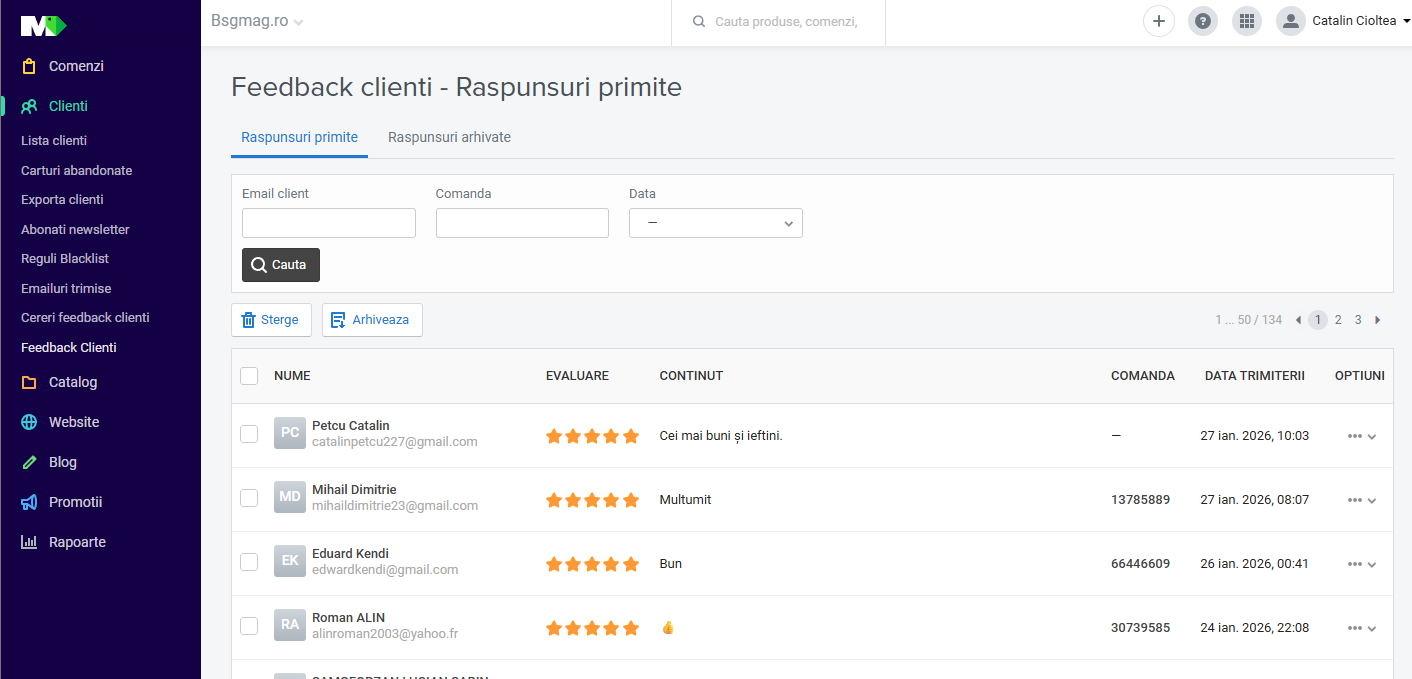 Bsgmag.ro
Cauta produse, comenzi,
Catalin Cioltea
Comenzi
Clienti
Lista clienti
Carturi abandonate
Exporta clienti
Abonati newsletter
Reguli Blacklist
Emailuri trimise
Cereri feedback clienti
Feedback Clienti
Catalog
Website
Blog
Promotii
Rapoarte
Feedback clienti - Raspunsuri primite
Raspunsuri primite Raspunsuri arhivate
Email client Comanda Data
—
Cauta
Sterge Arhiveaza 1 ... 50 / 134 1 2 3
NUME EVALUARE CONTINUT COMANDA DATA TRIMITERII OPTIUNI
PC Petcu Catalin
catalinpetcu227@gmail.com
Cei mai buni și ieftini. — 27 ian. 2026, 10:03
MD Mihail Dimitrie
mihaildimitrie23@gmail.com
Multumit 13785889 27 ian. 2026, 08:07
EK Eduard Kendi
edwardkendi@gmail.com
Bun 66446609 26 ian. 2026, 00:41
RA Roman ALIN
alinroman2003@yahoo.fr
👍 30739585 24 ian. 2026, 22:08